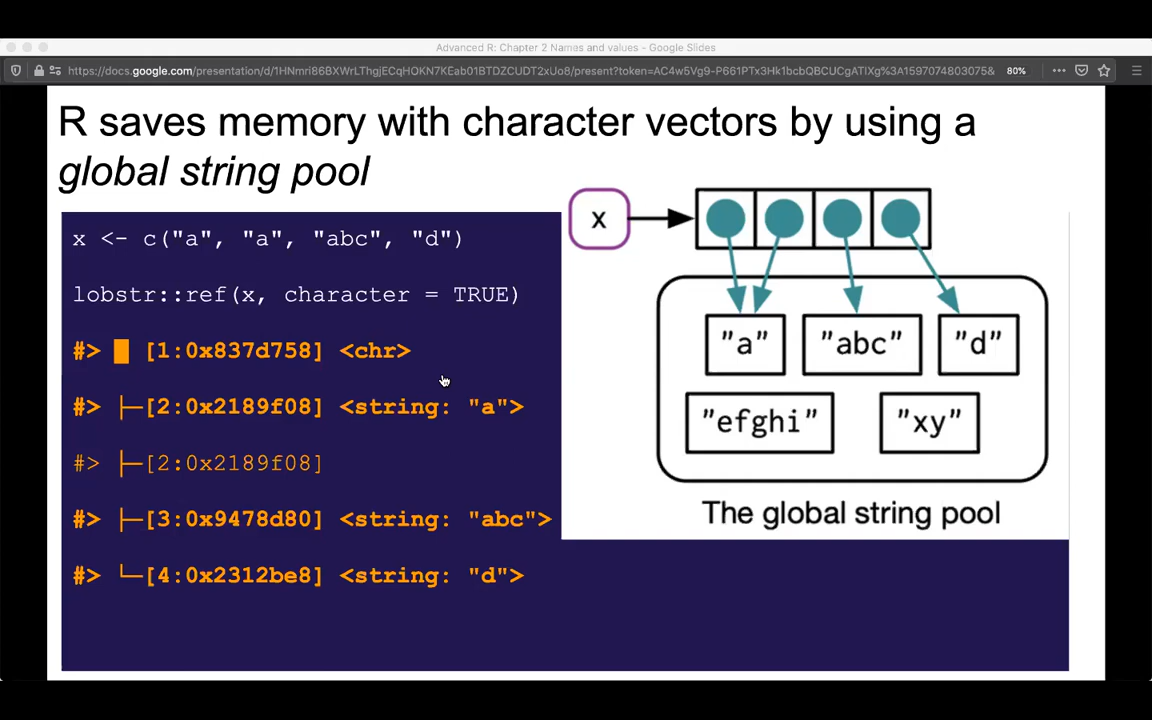 Advanced R: Chapter 2 Names and values - Google Slides
https://docs.google.com/presentation/d/1HNmri86BXWrLThgjECqHOKN7KEab01BTDZCUDT2xUo8/present?token=AC4w5Vg9-P661PTx3Hk1bcbQBCUCgATIXg%3A1597074803075&
80%
R saves memory with character vectors by using a
global string pool
x <- c("a", "a", "abc", "d")
lobstr::ref(x, character = TRUE)
#> █ [1:0x837d758] <chr>
#> ├─[2:0x2189f08] <string: "a">
#> ├─[2:0x2189f08]
#> ├─[3:0x9478d80] <string: "abc">
#> └─[4:0x2312be8] <string: "d">
x
"a" "abc" "d"
"efghi" "xy"
The global string pool